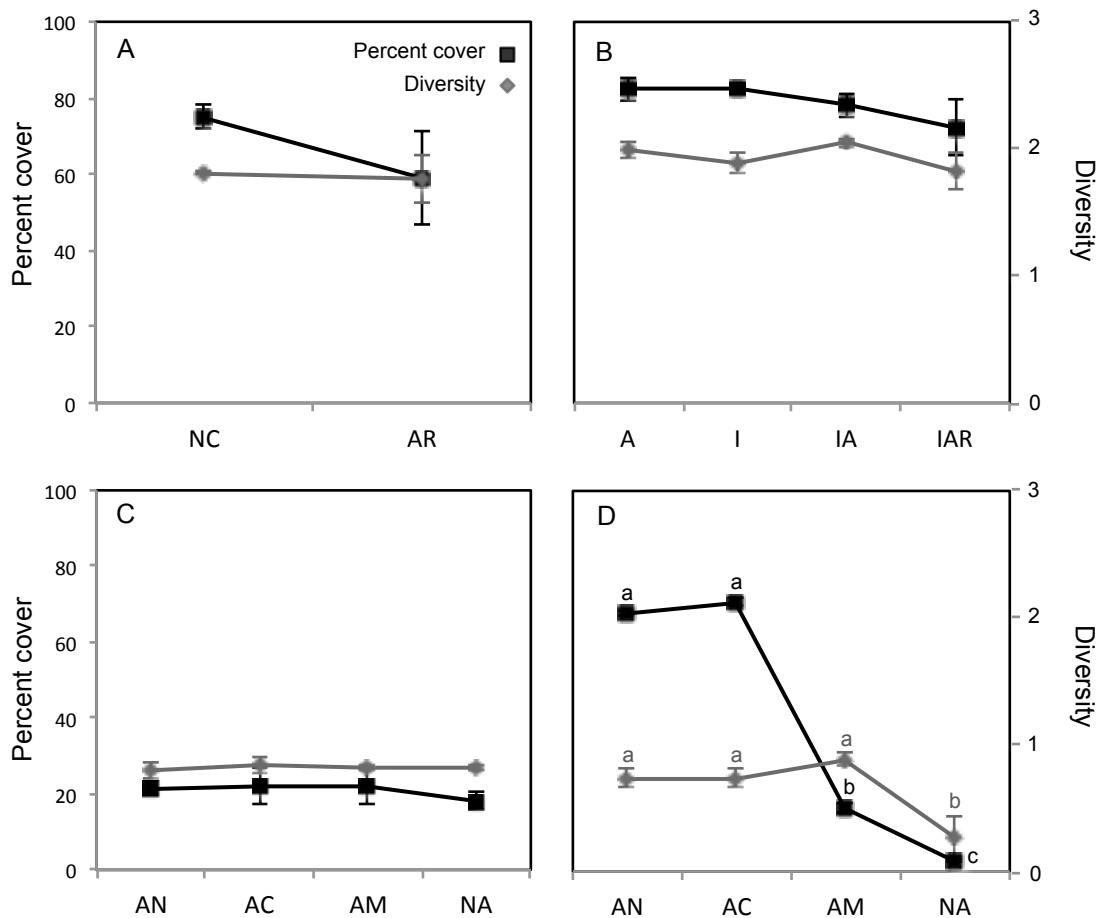 A
Percent cover
Diversity
100
80
60
40
20
0
Percent cover
NC
AR
B
3
2
1
0
Diversity
A
I
IA
IAR
C
100
80
60
40
20
0
Percent cover
AN
AC
AM
NA
D
a
a
a
a
a
b
b
c
3
2
1
0
Diversity
AN
AC
AM
NA